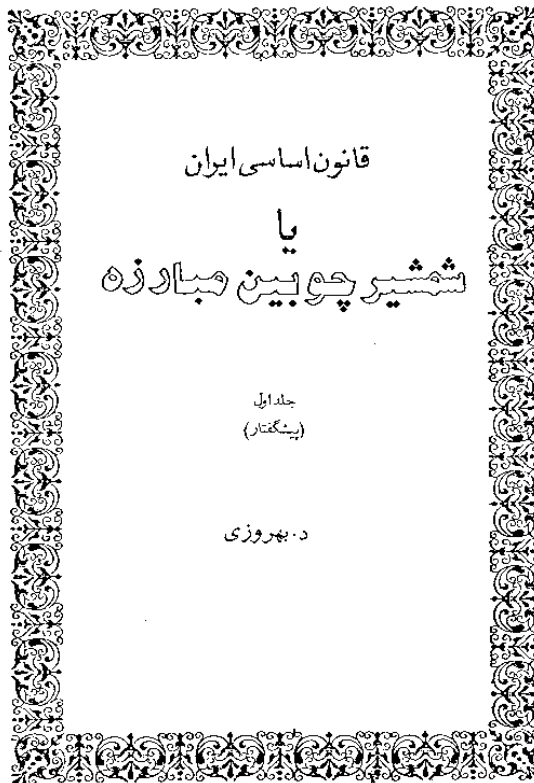 قانون اساسی ایران
یا
شمشیر چوبین مبارزه
جلد اول
(پیشگفتار)
د. بهروزی